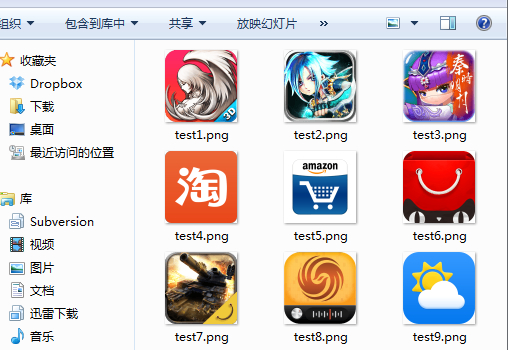 组织 包含到库中 共享 放映幻灯片 »
收藏夹
Dropbox
下载
桌面
最近访问的位置
库
Subversion
视频
图片
文档
迅雷下载
音乐
3D
秦时明月
test1.png test2.png test3.png
淘
amazon
test4.png test5.png test6.png
test7.png test8.png test9.png